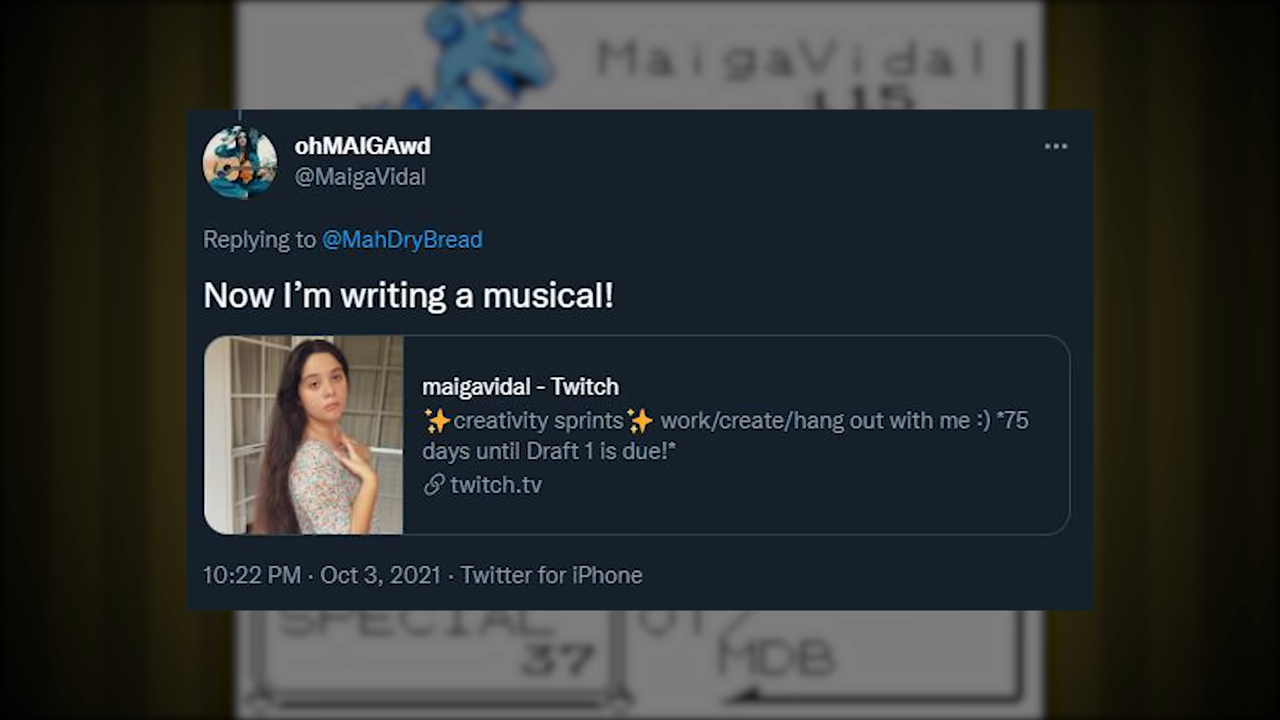 MaigaVidal
L15
ohMAIGAwd
@MaigaVidal
Replying to @MahDryBread
Now I’m writing a musical!
maigavidal - Twitch
✨creativity sprints✨ work/create/hang out with me :) *75
days until Draft 1 is due!*
twitch.tv
10:22 PM · Oct 3, 2021 · Twitter for iPhone
SPECIAL
37
OT/
MDB